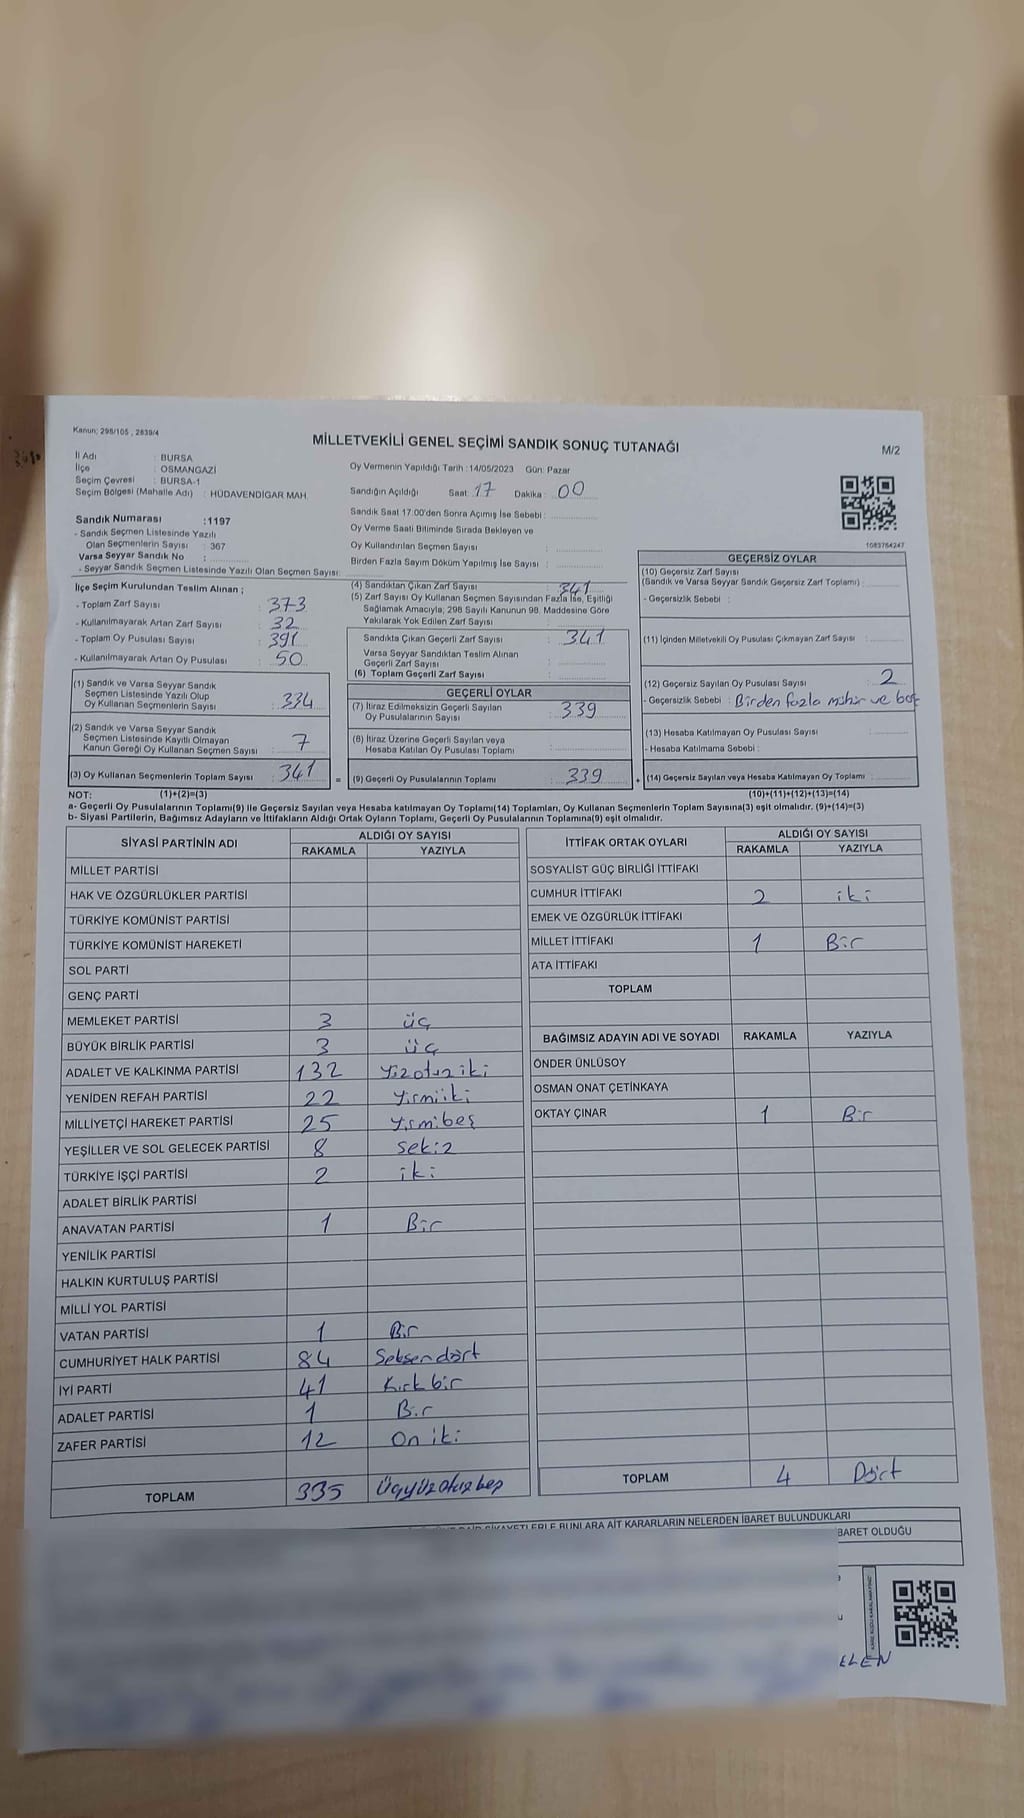 Kanun; 298/105 , 2839/4
MİLLETVEKİLİ GENEL SEÇİMİ SANDIK SONUÇ TUTANAĞI
M/2
İl Adı : BURSA
İlçe : OSMANGAZİ
Seçim Çevresi : BURSA-1
Seçim Bölgesi (Mahalle Adı) : HÜDAVENDİGAR MAH.
Sandık Numarası :1197
- Sandık Seçmen Listesinde Yazılı
Olan Seçmenlerin Sayısı : 367
Varsa Seyyar Sandık No :
- Seyyar Sandık Seçmen Listesinde Yazılı Olan Seçmen Sayısı:
Oy Vermenin Yapıldığı Tarih :14/05/2023 Gün: Pazar
Sandığın Açıldığı Saat : 17 Dakika : 00
Sandık Saat 17:00'den Sonra Açımış İse Sebebi :
Oy Verme Saati Bitiminde Sırada Bekleyen ve
Oy Kullandırılan Seçmen Sayısı :
Birden Fazla Sayım Döküm Yapılmış İse Sayısı :
1083764247
İlçe Seçim Kurulundan Teslim Alınan ;
- Toplam Zarf Sayısı : 373
- Kullanılmayarak Artan Zarf Sayısı : 32
- Toplam Oy Pusulası Sayısı : 391
- Kullanılmayarak Artan Oy Pusulası : 50
(1) Sandık ve Varsa Seyyar Sandık
Seçmen Listesinde Yazılı Olup
Oy Kullanan Seçmenlerin Sayısı : 334
(2) Sandık ve Varsa Seyyar Sandık
Seçmen Listesinde Kayıtlı Olmayan
Kanun Gereği Oy Kullanan Seçmen Sayısı : 7
(3) Oy Kullanan Seçmenlerin Toplam Sayısı : 341
(4) Sandıktan Çıkan Zarf Sayısı : 341
(5) Zarf Sayısı Oy Kullanan Seçmen Sayısından Fazla İse, Eşitliği
Sağlamak Amacıyla; 298 Sayılı Kanunun 98. Maddesine Göre
Yakılarak Yok Edilen Zarf Sayısı :
Sandıkta Çıkan Geçerli Zarf Sayısı : 341
Varsa Seyyar Sandıktan Teslim Alınan
Geçerli Zarf Sayısı :
(6) Toplam Geçerli Zarf Sayısı :
GEÇERLİ OYLAR
(7) İtiraz Edilmeksizin Geçerli Sayılan
Oy Pusulalarının Sayısı : 339
(8) İtiraz Üzerine Geçerli Sayılan veya
Hesaba Katılan Oy Pusulası Toplamı :
= (9) Geçerli Oy Pusulalarının Toplamı : 339
GEÇERSİZ OYLAR
(10) Geçersiz Zarf Sayısı
(Sandık ve Varsa Seyyar Sandık Geçersiz Zarf Toplamı) :
- Geçersizlik Sebebi :
(11) İçinden Milletvekili Oy Pusulası Çıkmayan Zarf Sayısı :
(12) Geçersiz Sayılan Oy Pusulası Sayısı : 2
- Geçersizlik Sebebi : Birden fazla mühür ve boş
(13) Hesaba Katılmayan Oy Pusulası Sayısı :
- Hesaba Katılmama Sebebi :
+ (14) Geçersiz Sayılan veya Hesaba Katılmayan Oy Toplamı :
NOT: (1)+(2)=(3) (10)+(11)+(12)+(13)=(14)
a- Geçerli Oy Pusulalarının Toplamı(9) ile Geçersiz Sayılan veya Hesaba katılmayan Oy Toplamı(14) Toplamları, Oy Kullanan Seçmenlerin Toplam Sayısına(3) eşit olmalıdır. (9)+(14)=(3)
b- Siyasi Partilerin, Bağımsız Adayların ve İttifakların Aldığı Ortak Oyların Toplamı, Geçerli Oy Pusulalarının Toplamına(9) eşit olmalıdır.
SİYASİ PARTİNİN ADI ALDIĞI OY SAYISI
RAKAMLA YAZIYLA
MİLLET PARTİSİ
HAK VE ÖZGÜRLÜKLER PARTİSİ
TÜRKİYE KOMÜNİST PARTİSİ
TÜRKİYE KOMÜNİST HAREKETİ
SOL PARTİ
GENÇ PARTİ
MEMLEKET PARTİSİ 3 üç
BÜYÜK BİRLİK PARTİSİ 3 üç
ADALET VE KALKINMA PARTİSİ 132 Yüzotuziki
YENİDEN REFAH PARTİSİ 22 Yirmiiki
MİLLİYETÇİ HAREKET PARTİSİ 25 Yirmibeş
YEŞİLLER VE SOL GELECEK PARTİSİ 8 Sekiz
TÜRKİYE İŞÇİ PARTİSİ 2 iki
ADALET BİRLİK PARTİSİ
ANAVATAN PARTİSİ 1 Bir
YENİLİK PARTİSİ
HALKIN KURTULUŞ PARTİSİ
MİLLİ YOL PARTİSİ
VATAN PARTİSİ 1 Bir
CUMHURİYET HALK PARTİSİ 84 Seksendört
İYİ PARTİ 41 Kırkbir
ADALET PARTİSİ 1 Bir
ZAFER PARTİSİ 12 On iki
TOPLAM 335 Üçyüzotuzbeş
İTTİFAK ORTAK OYLARI ALDIĞI OY SAYISI
RAKAMLA YAZIYLA
SOSYALİST GÜÇ BİRLİĞİ İTTİFAKI
CUMHUR İTTİFAKI 2 iki
EMEK VE ÖZGÜRLÜK İTTİFAKI
MİLLET İTTİFAKI 1 Bir
ATA İTTİFAKI
TOPLAM
BAĞIMSIZ ADAYIN ADI VE SOYADI RAKAMLA YAZIYLA
ÖNDER ÜNLÜSOY
OSMAN ONAT ÇETİNKAYA
OKTAY ÇINAR 1 Bir
TOPLAM 4 Dört
BUNLARA AİT KARARLARIN NELERDEN İBARET BULUNDUKLARI
BARET OLDUĞU
ELEN